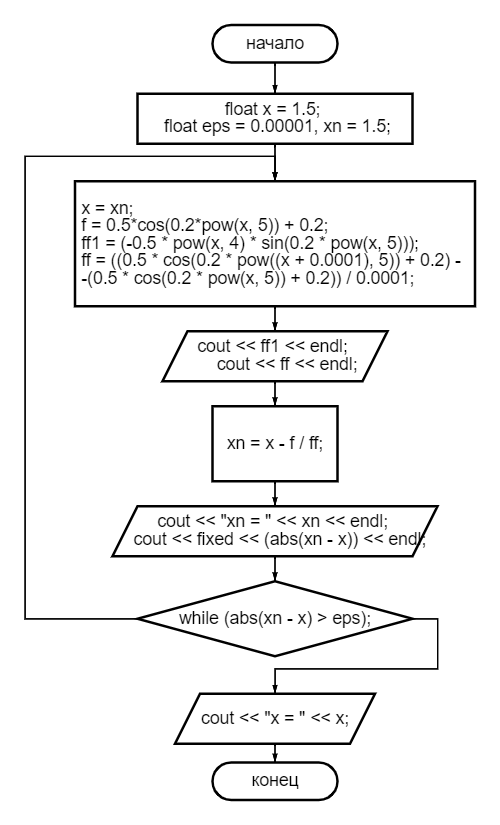 начало
float x = 1.5;
float eps = 0.00001, xn = 1.5;
x = xn;
f = 0.5*cos(0.2*pow(x, 5)) + 0.2;
ff1 = (-0.5 * pow(x, 4) * sin(0.2 * pow(x, 5)));
ff = ((0.5 * cos(0.2 * pow((x + 0.0001), 5)) + 0.2) -
-(0.5 * cos(0.2 * pow(x, 5)) + 0.2)) / 0.0001;
cout << ff1 << endl;
cout << ff << endl;
xn = x - f / ff;
cout << "xn = " << xn << endl;
cout << fixed << (abs(xn - x)) << endl;
while (abs(xn - x) > eps);
cout << "x = " << x;
конец